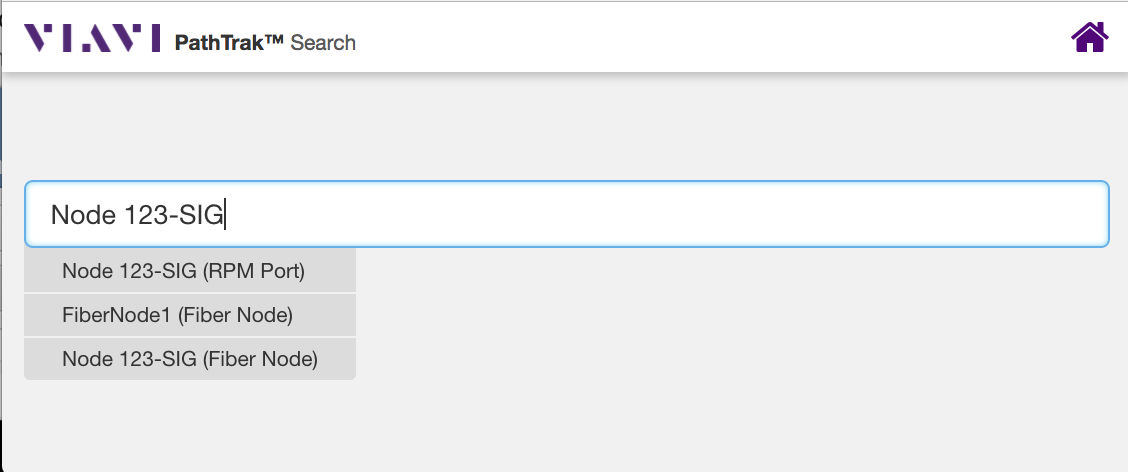 VIAVI PathTrak™ Search
Node 123-SIG
Node 123-SIG (RPM Port)
FiberNode1 (Fiber Node)
Node 123-SIG (Fiber Node)